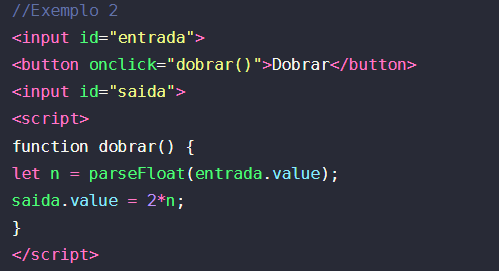 //Exemplo 2
<input id="entrada">
<button onclick="dobrar()">Dobrar</button>
<input id="saida">
<script>
function dobrar() {
let n = parseFloat(entrada.value);
saida.value = 2*n;
}
</script>